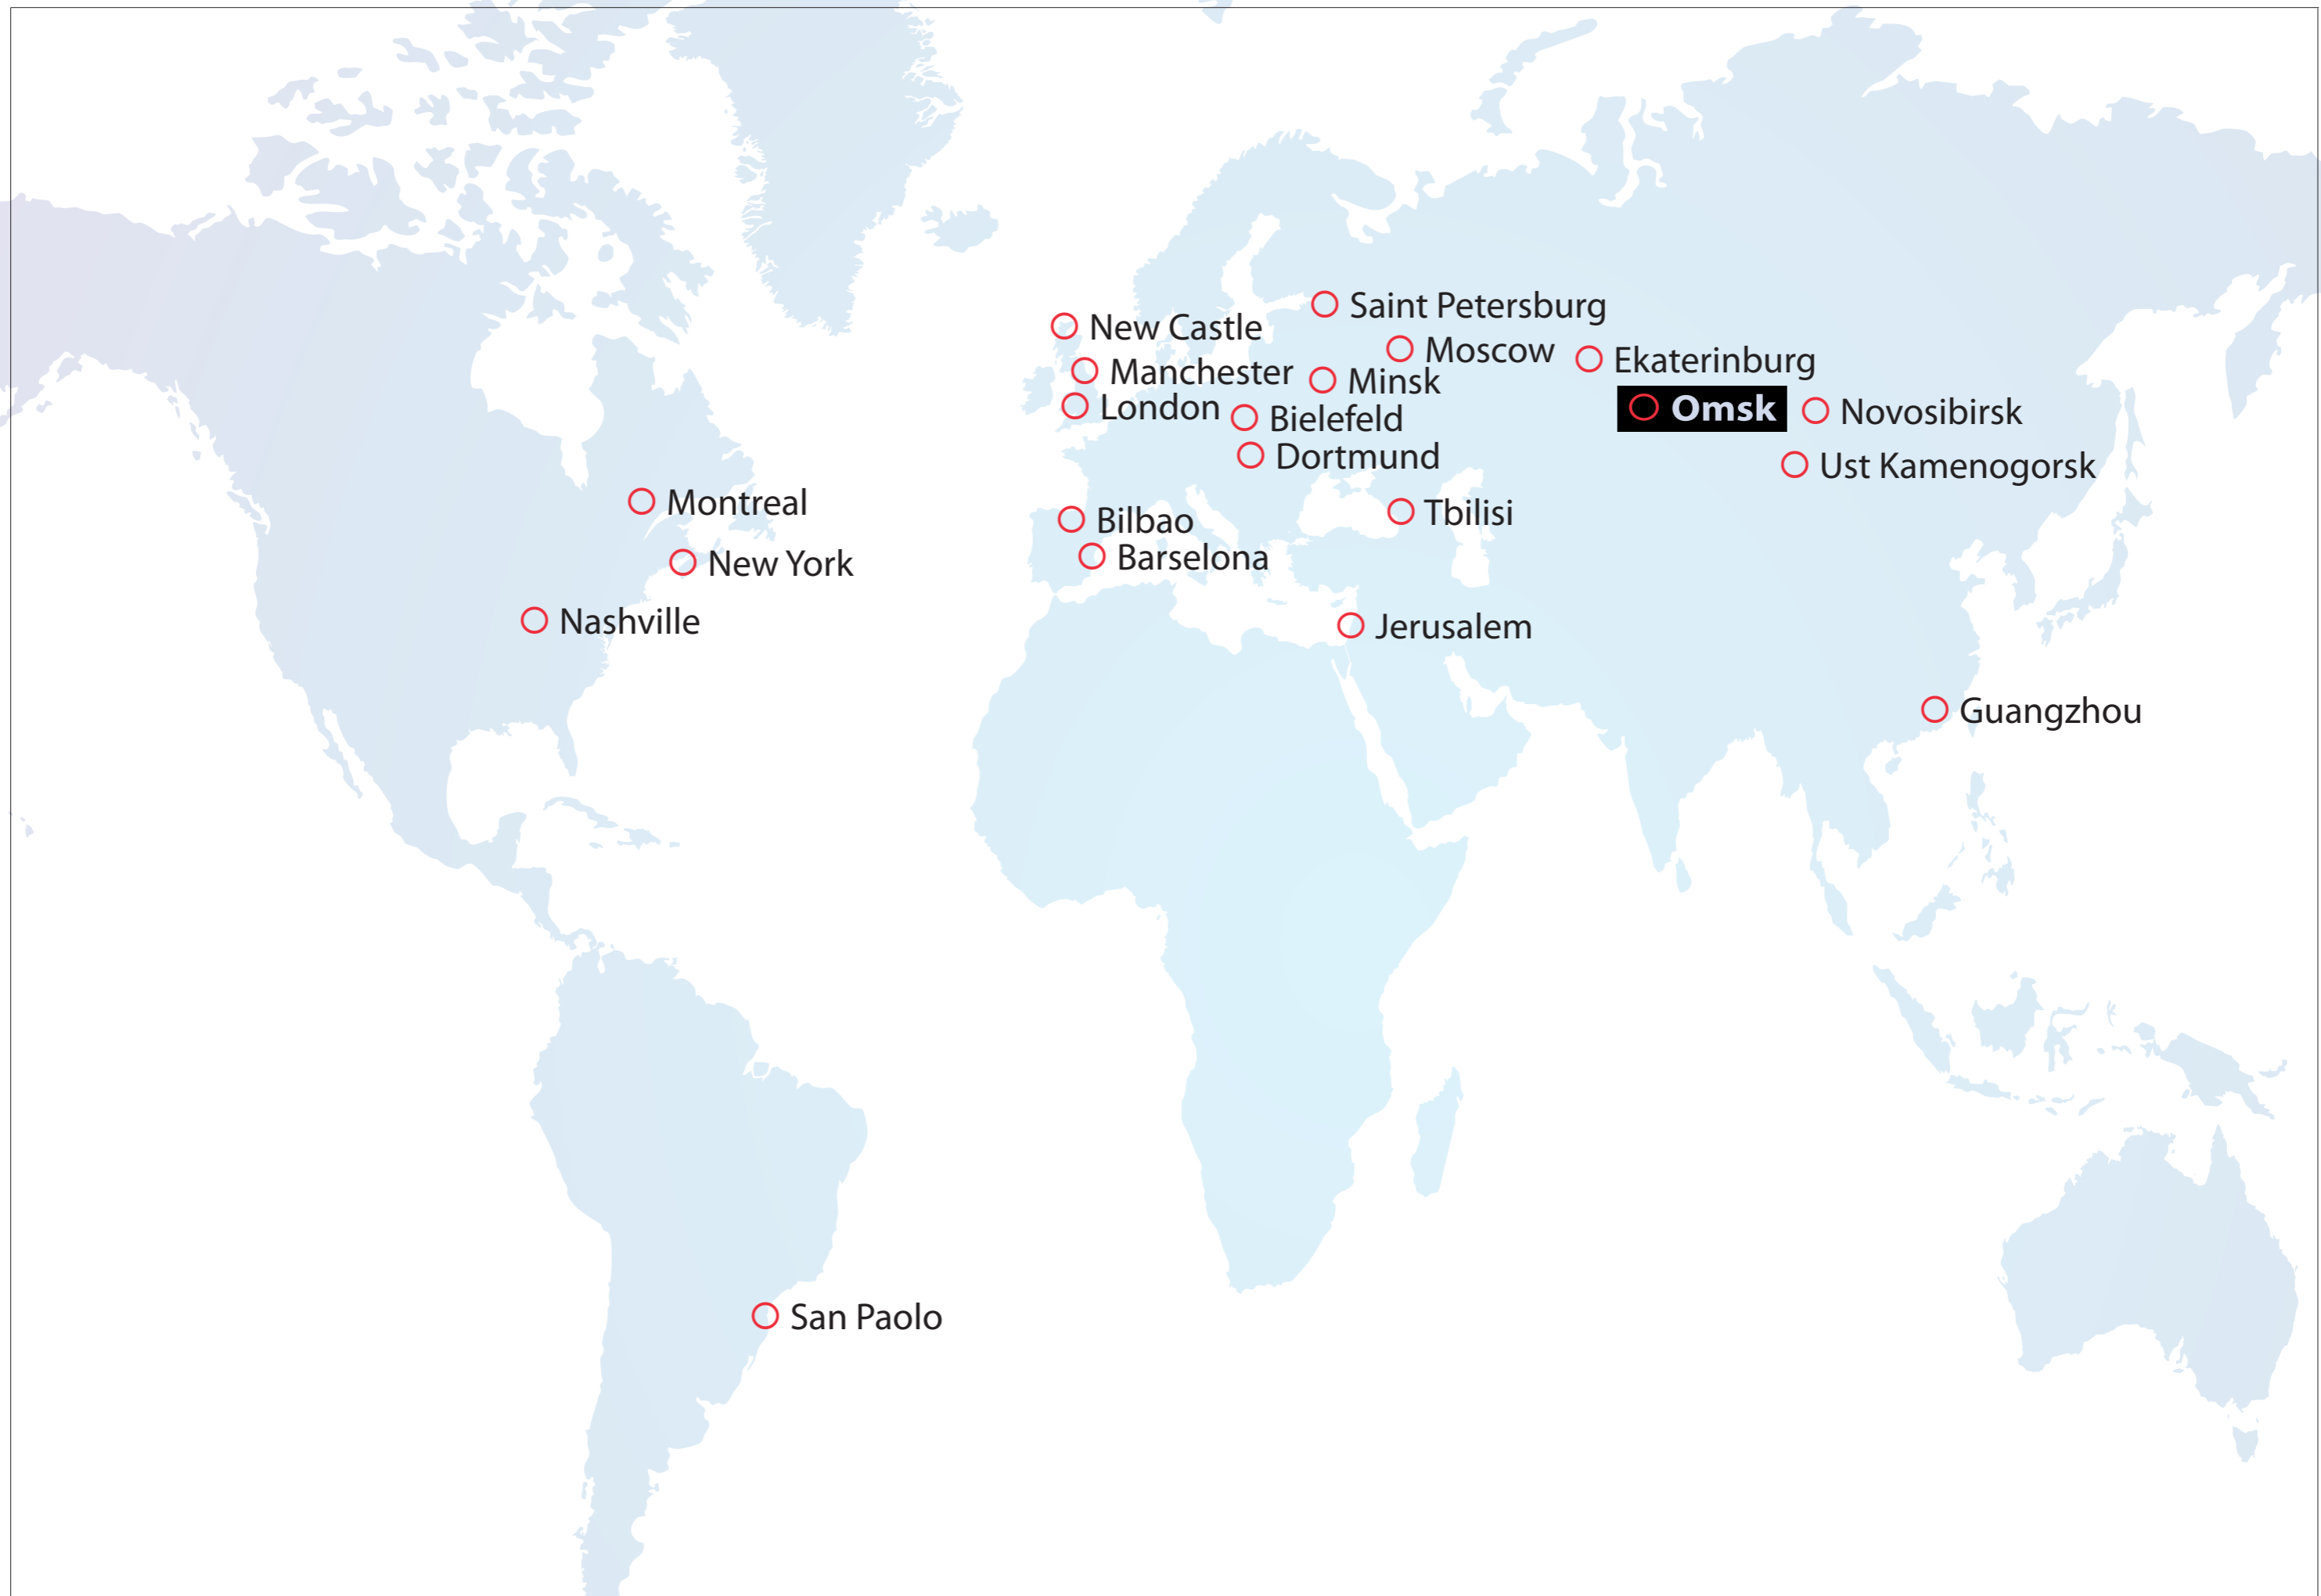 Saint Petersburg
New Castle
Moscow
Ekaterinburg
Manchester
Minsk
London
Omsk
Novosibirsk
Bielefeld
Dortmund
Ust Kamenogorsk
Montreal
Tbilisi
Bilbao
Barselona
New York
Nashville
Jerusalem
Guangzhou
San Paolo